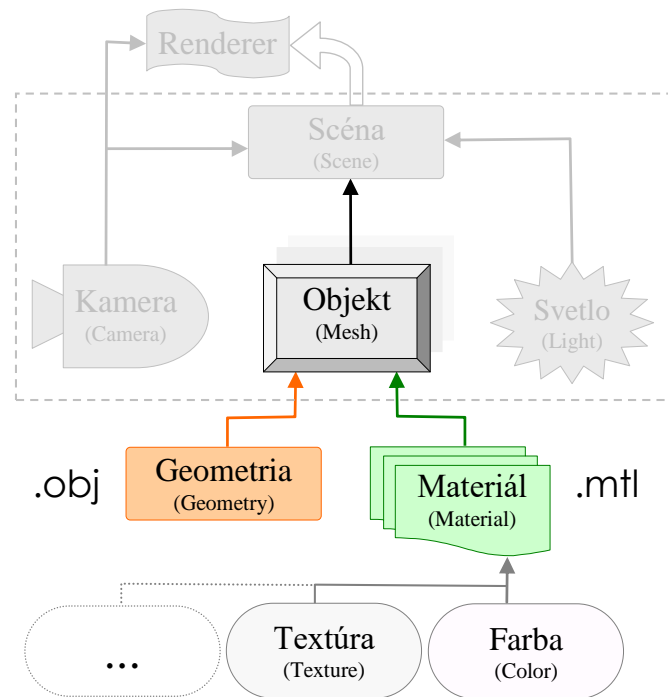 Renderer
Scéna
(Scene)
Kamera
(Camera)
Objekt
(Mesh)
Svetlo
(Light)
.obj
Geometria
(Geometry)
Materiál
(Material)
.mtl
...
Textúra
(Texture)
Farba
(Color)